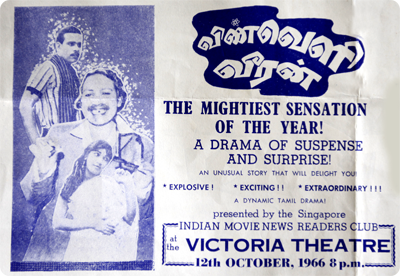 விண்வெளி
வீரன்
THE MIGHTIEST SENSATION
OF THE YEAR!
A DRAMA OF SUSPENSE
AND SURPRISE!
AN UNUSUAL STORY THAT WILL DELIGHT YOU!
* EXPLOSIVE ! * EXCITING ! ! * EXTRAORDINARY ! ! !
A DYNAMIC TAMIL DRAMA!
presented by the Singapore
INDIAN MOVIE NEWS READERS CLUB
at the VICTORIA THEATRE
12th OCTOBER, 1966 8 p.m.